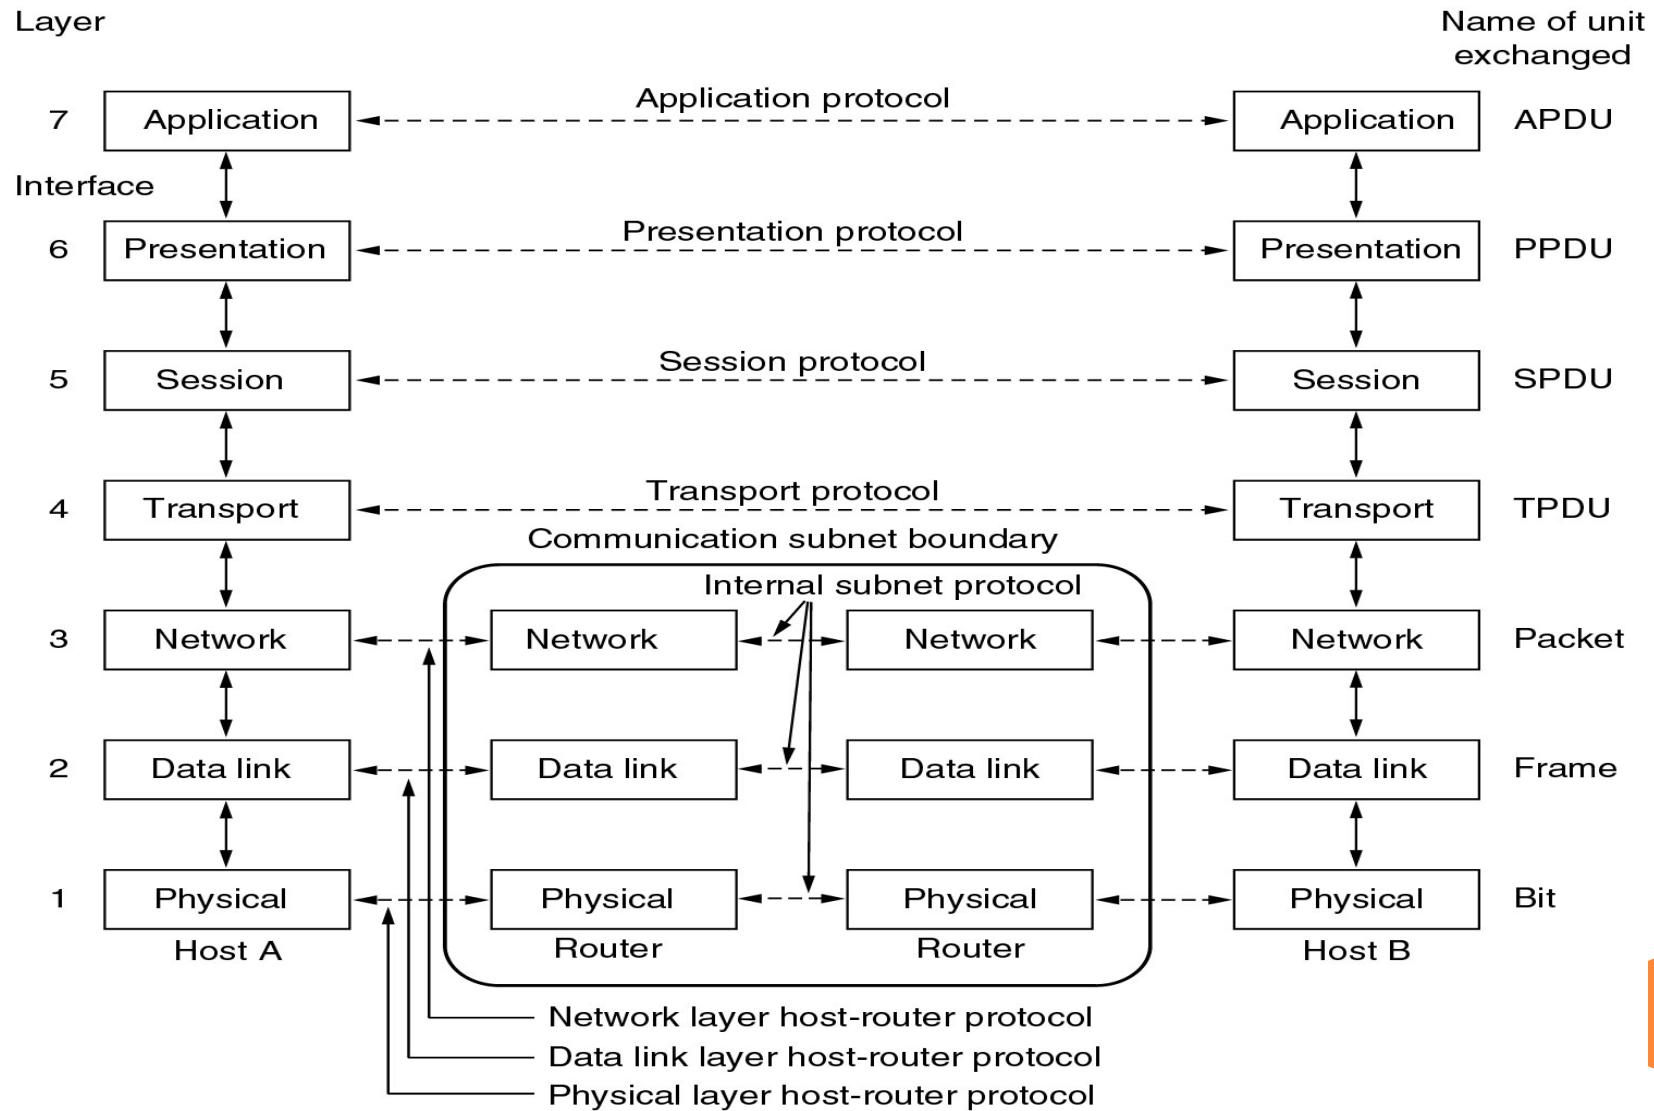 Layer
Name of unit
exchanged
7
Application
Application protocol
Application
APDU
Interface
6
Presentation
Presentation protocol
Presentation
PPDU
5
Session
Session protocol
Session
SPDU
4
Transport
Transport protocol
Transport
TPDU
Communication subnet boundary
Internal subnet protocol
3
Network
Network
Network
Network
Packet
2
Data link
Data link
Data link
Data link
Frame
1
Physical
Physical
Physical
Physical
Bit
Host A
Router
Router
Host B
Network layer host-router protocol
Data link layer host-router protocol
Physical layer host-router protocol